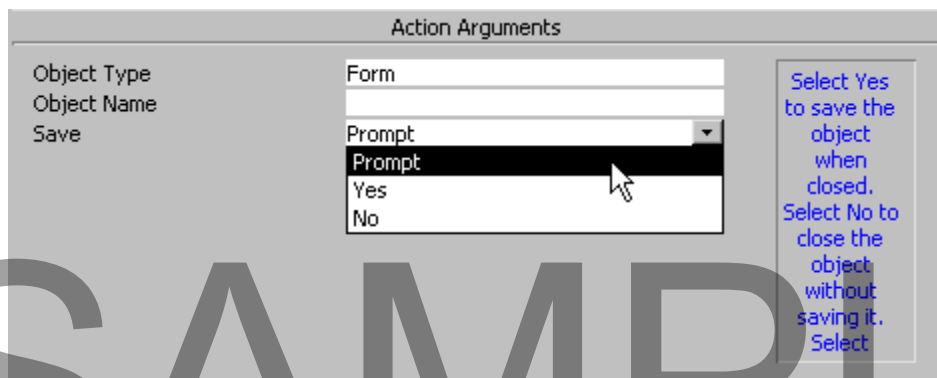 Action Arguments
Object Type
Form
Object Name
Save
Prompt
Prompt
Yes
No
Select Yes
to save the
object
when
closed.
Select No to
close the
object
without
saving it.
Select
SAMPL